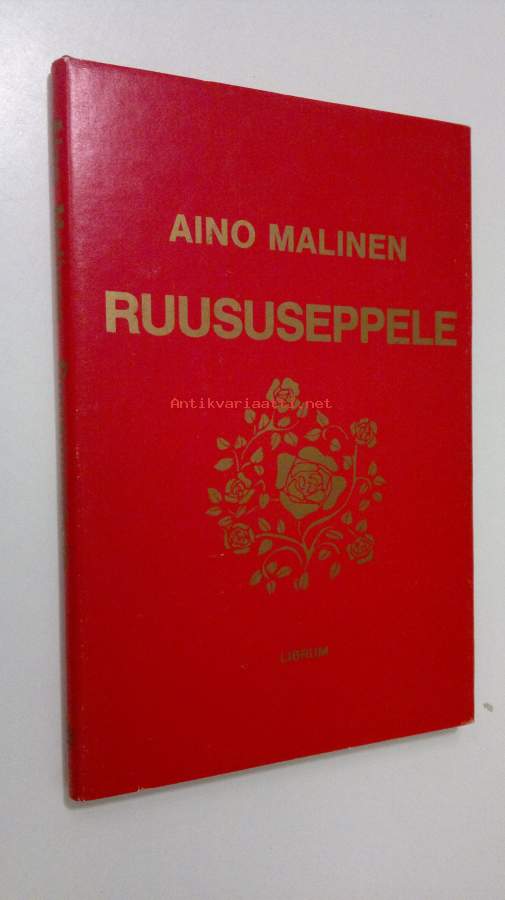 AINO MALINEN
RUUSUSEPPELE
Antikvariaatti.net
LIBRUM